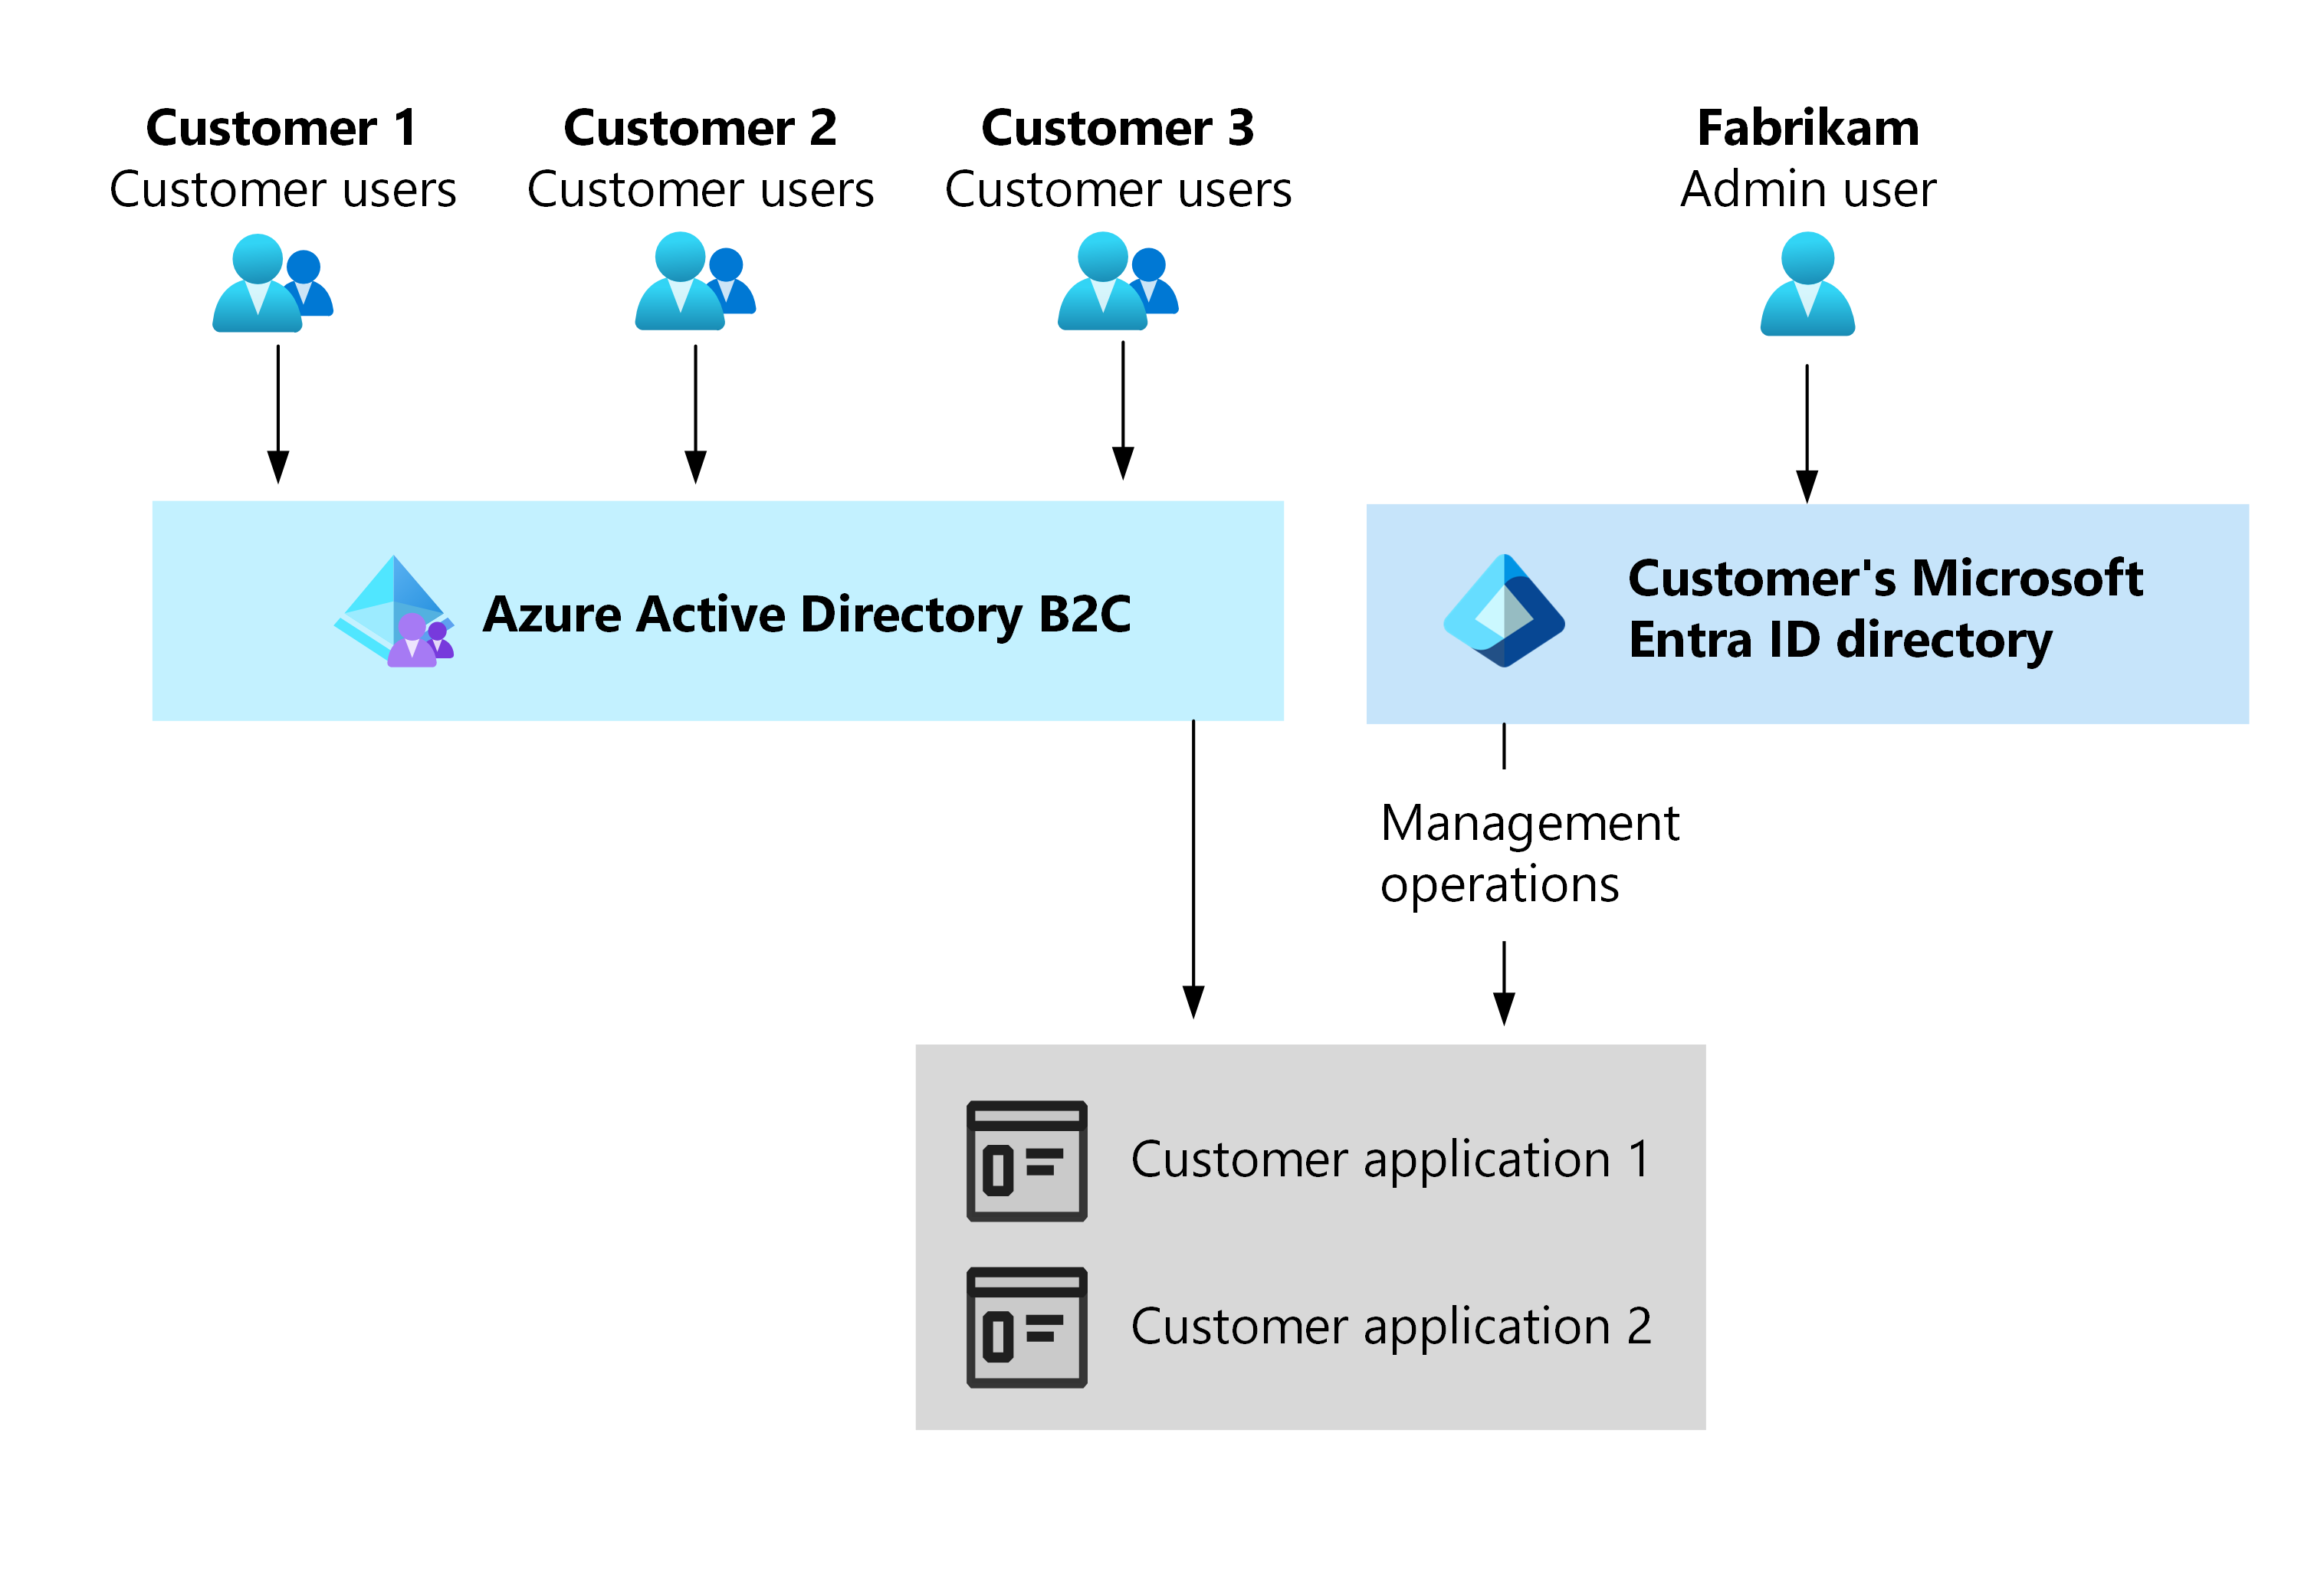 Customer 1
Customer users
Customer 2
Customer users
Customer 3
Customer users
Fabrikam
Admin user
Azure Active Directory B2C
Customer's Microsoft
Entra ID directory
Management
operations
Customer application 1
Customer application 2